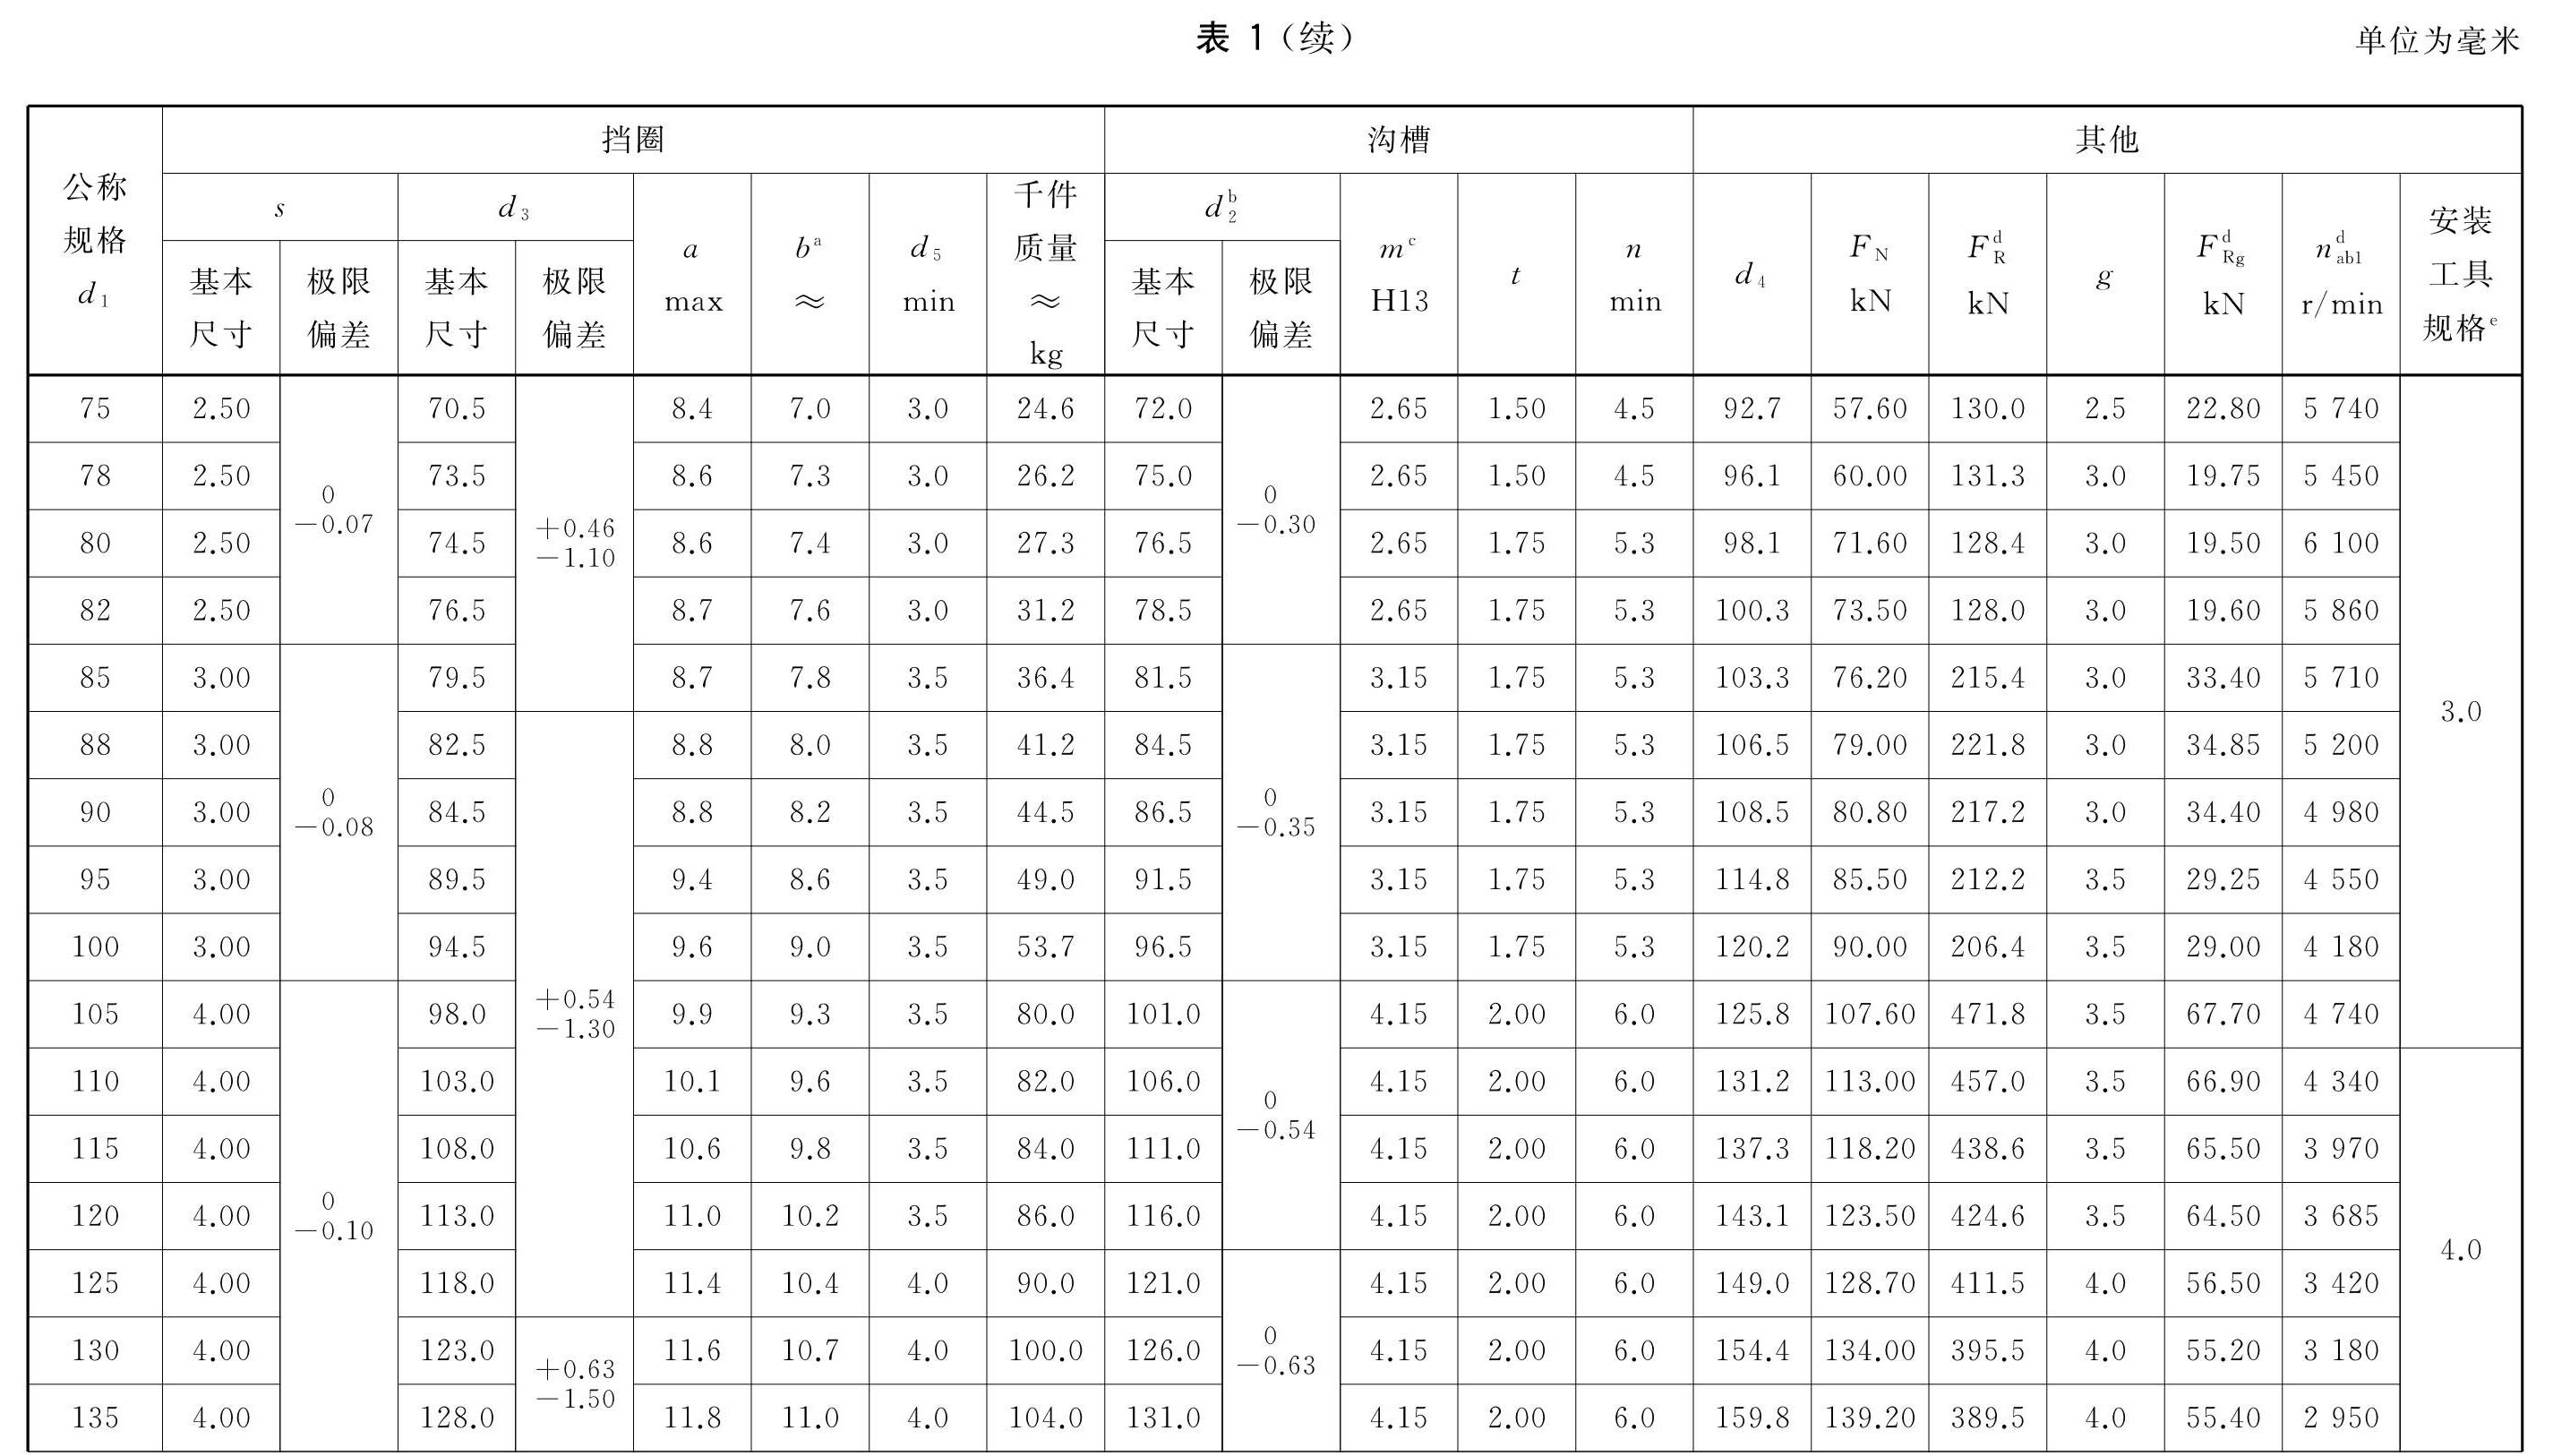 表 1（续）
单位为毫米
公称规格 d1 挡圈 沟槽 其他
s d3 a max bᵃ ≈ d5 min 千件质量 ≈ kg d2ᵇ mᶜ H13 t n min d4 FN kN FRᵈ kN g FRgᵈ kN nablᵈ r/min 安装工具规格ᵉ
基本尺寸 极限偏差 基本尺寸 极限偏差 基本尺寸 极限偏差
75 2.50 0 −0.07 70.5 +0.46 −1.10 8.4 7.0 3.0 24.6 72.0 0 −0.30 2.65 1.50 4.5 92.7 57.60 130.0 2.5 22.80 5 740 3.0
78 2.50 73.5 8.6 7.3 3.0 26.2 75.0 2.65 1.50 4.5 96.1 60.00 131.3 3.0 19.75 5 450
80 2.50 74.5 8.6 7.4 3.0 27.3 76.5 2.65 1.75 5.3 98.1 71.60 128.4 3.0 19.50 6 100
82 2.50 76.5 8.7 7.6 3.0 31.2 78.5 2.65 1.75 5.3 100.3 73.50 128.0 3.0 19.60 5 860
85 3.00 0 −0.08 79.5 8.7 7.8 3.5 36.4 81.5 0 −0.35 3.15 1.75 5.3 103.3 76.20 215.4 3.0 33.40 5 710
88 3.00 82.5 +0.54 −1.30 8.8 8.0 3.5 41.2 84.5 3.15 1.75 5.3 106.5 79.00 221.8 3.0 34.85 5 200
90 3.00 84.5 8.8 8.2 3.5 44.5 86.5 3.15 1.75 5.3 108.5 80.80 217.2 3.0 34.40 4 980
95 3.00 89.5 9.4 8.6 3.5 49.0 91.5 3.15 1.75 5.3 114.8 85.50 212.2 3.5 29.25 4 550
100 3.00 94.5 9.6 9.0 3.5 53.7 96.5 3.15 1.75 5.3 120.2 90.00 206.4 3.5 29.00 4 180
105 4.00 0 −0.10 98.0 9.9 9.3 3.5 80.0 101.0 0 −0.54 4.15 2.00 6.0 125.8 107.60 471.8 3.5 67.70 4 740
110 4.00 103.0 10.1 9.6 3.5 82.0 106.0 4.15 2.00 6.0 131.2 113.00 457.0 3.5 66.90 4 340 4.0
115 4.00 108.0 10.6 9.8 3.5 84.0 111.0 4.15 2.00 6.0 137.3 118.20 438.6 3.5 65.50 3 970
120 4.00 113.0 11.0 10.2 3.5 86.0 116.0 4.15 2.00 6.0 143.1 123.50 424.6 3.5 64.50 3 685
125 4.00 118.0 11.4 10.4 4.0 90.0 121.0 0 −0.63 4.15 2.00 6.0 149.0 128.70 411.5 4.0 56.50 3 420
130 4.00 123.0 +0.63 −1.50 11.6 10.7 4.0 100.0 126.0 4.15 2.00 6.0 154.4 134.00 395.5 4.0 55.20 3 180
135 4.00 128.0 11.8 11.0 4.0 104.0 131.0 4.15 2.00 6.0 159.8 139.20 389.5 4.0 55.40 2 950